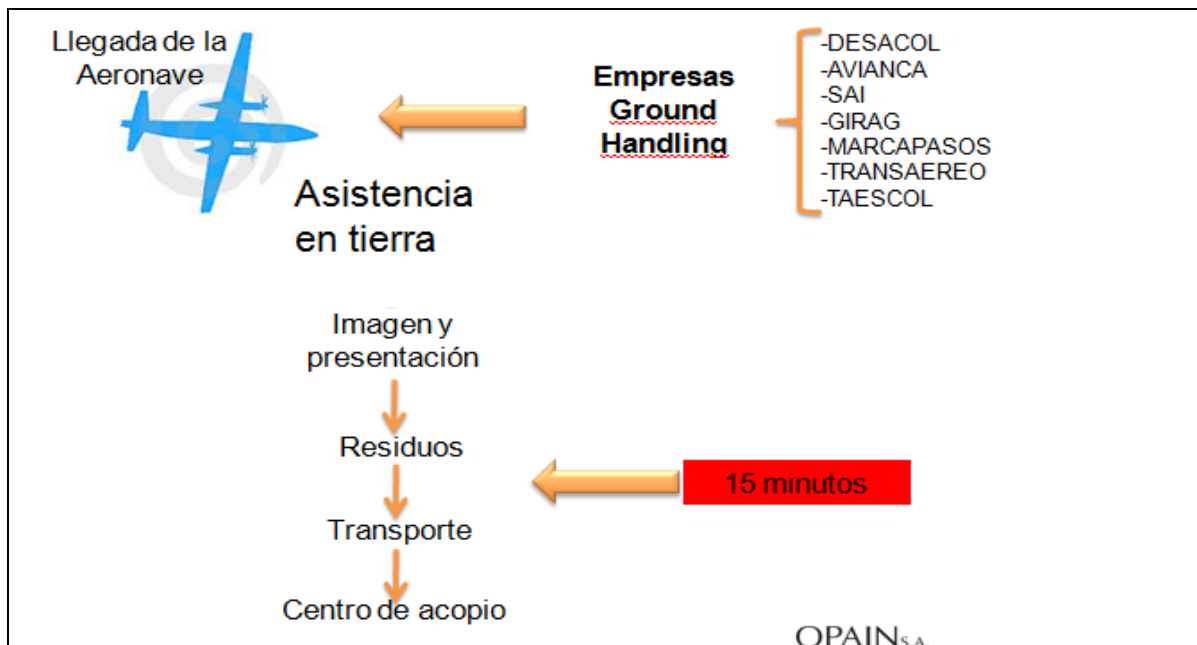 Llegada de la
Aeronave
Empresas
Ground
Handling
-DESACOL
-AVIANCA
-SAI
-GIRAG
-MARCAPASOS
-TRANSAEREO
-TAESCOL
Asistencia
en tierra
Imagen y
presentación
Residuos
15 minutos
Transporte
Centro de acopio
OPAIN S.A.